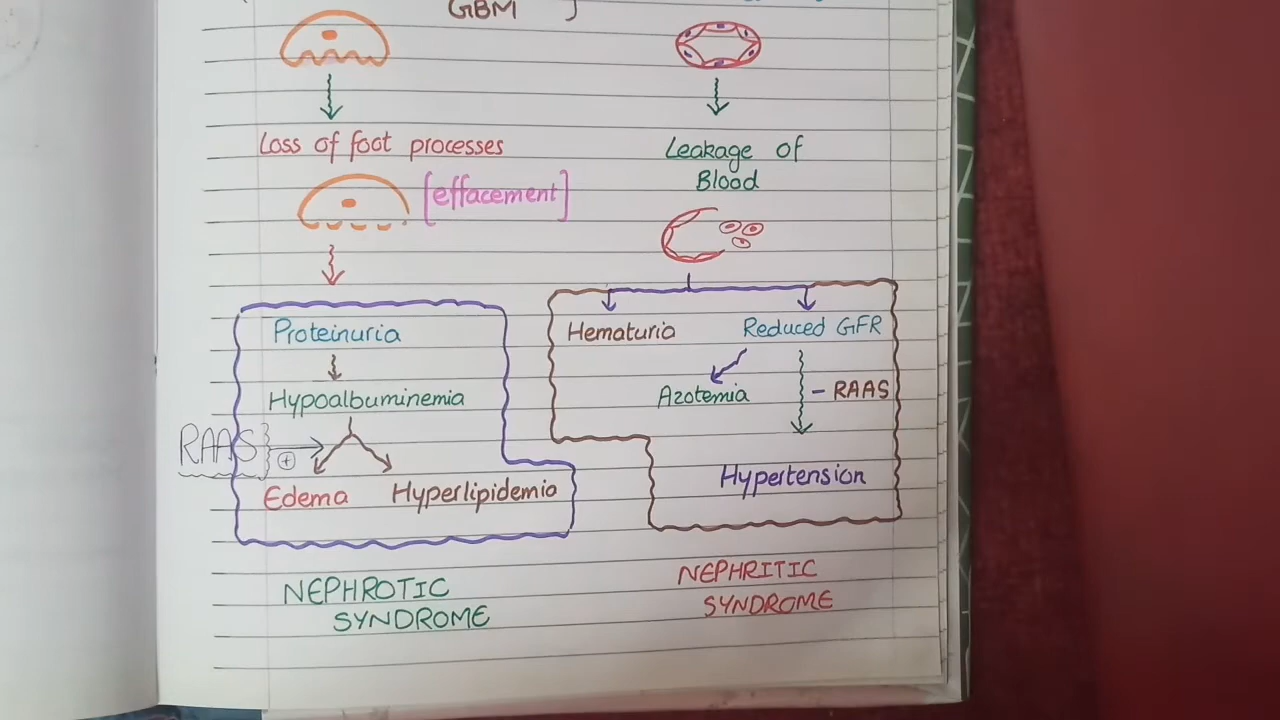 GBM
Loss of foot processes
[effacement]
Proteinuria
Hypoalbuminemia
RAAS
+
Edema Hyperlipidemia
NEPHROTIC
SYNDROME
Leakage of
Blood
Hematuria Reduced GFR
Azotemia - RAAS
Hypertension
NEPHRITIC
SYNDROME